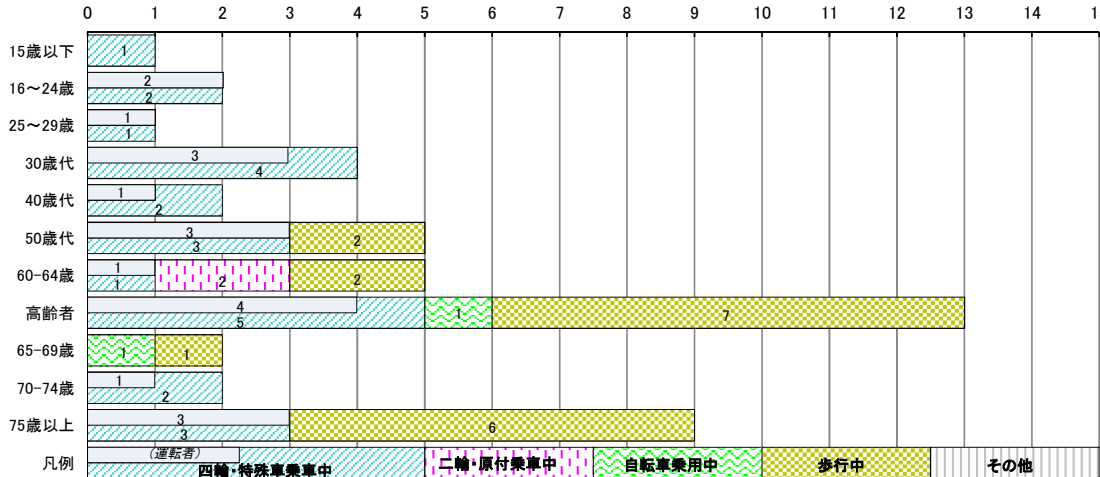 0 1 2 3 4 5 6 7 8 9 10 11 12 13 14 15
15歳以下 1
16～24歳 2
2
25～29歳 1
1
30歳代 3
4
40歳代 1
2
50歳代 3 2
3
60-64歳 1 2 2
1
高齢者 4 1 7
5
65-69歳 1 1
70-74歳 1
2
75歳以上 3 6
3
凡例 (運転者)
四輪・特殊車乗車中 二輪・原付乗車中 自転車乗用中 歩行中 その他